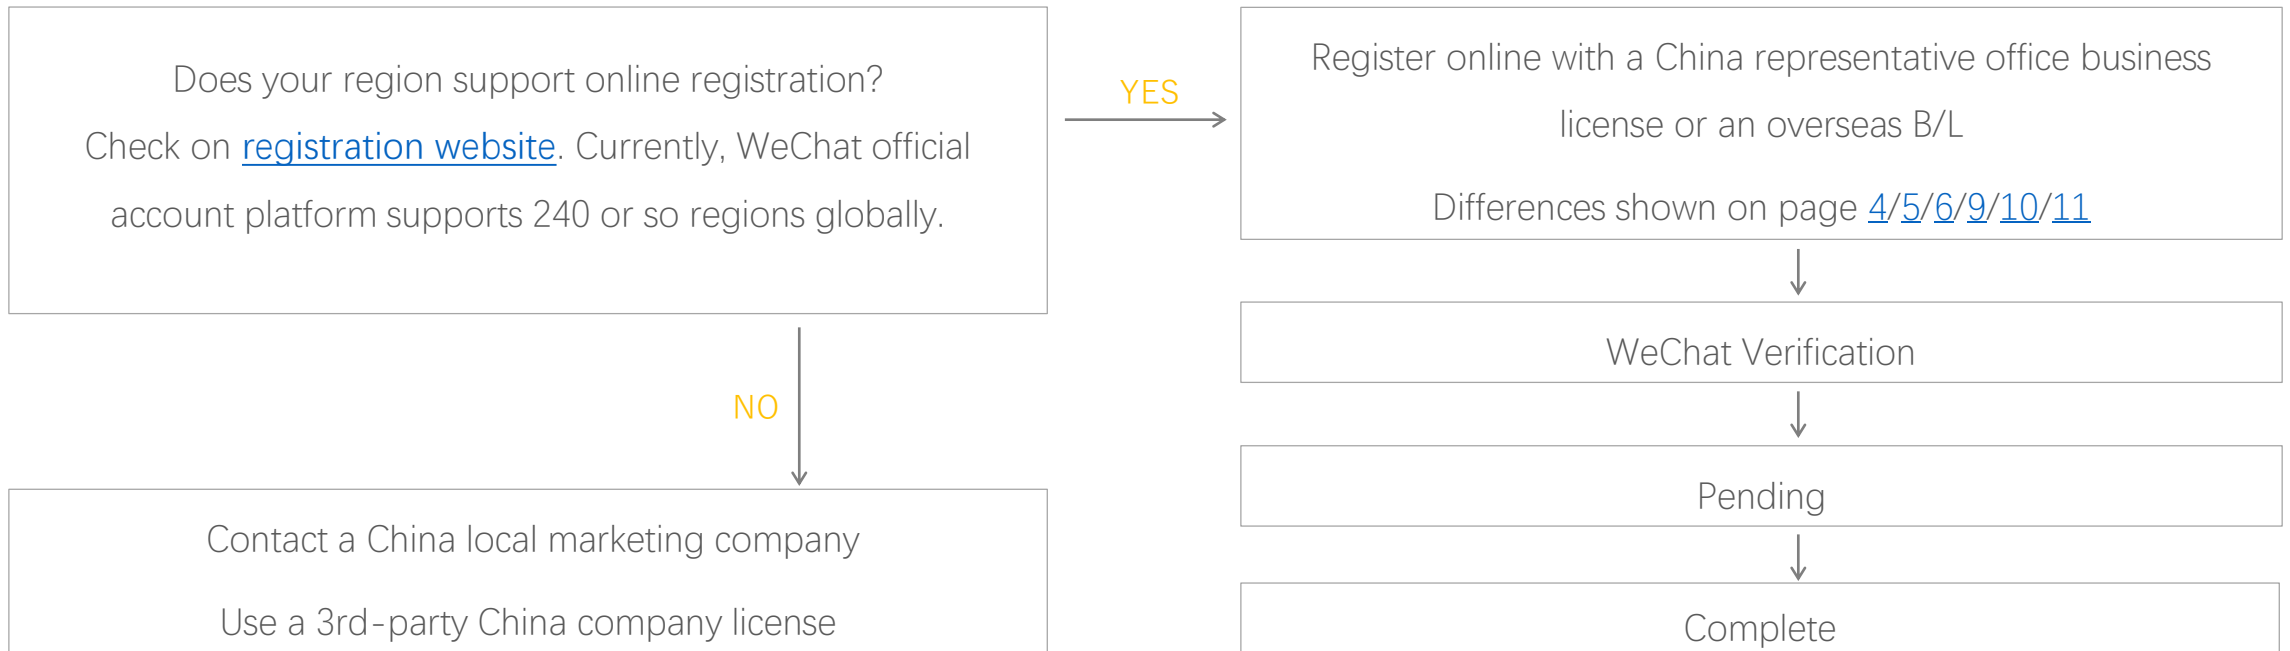 Does your region support online registration?
Check on registration website. Currently, WeChat official
account platform supports 240 or so regions globally.
YES
Register online with a China representative office business
license or an overseas B/L
Differences shown on page 4/5/6/9/10/11
WeChat Verification
NO
Pending
Contact a China local marketing company
Use a 3rd-party China company license
Complete